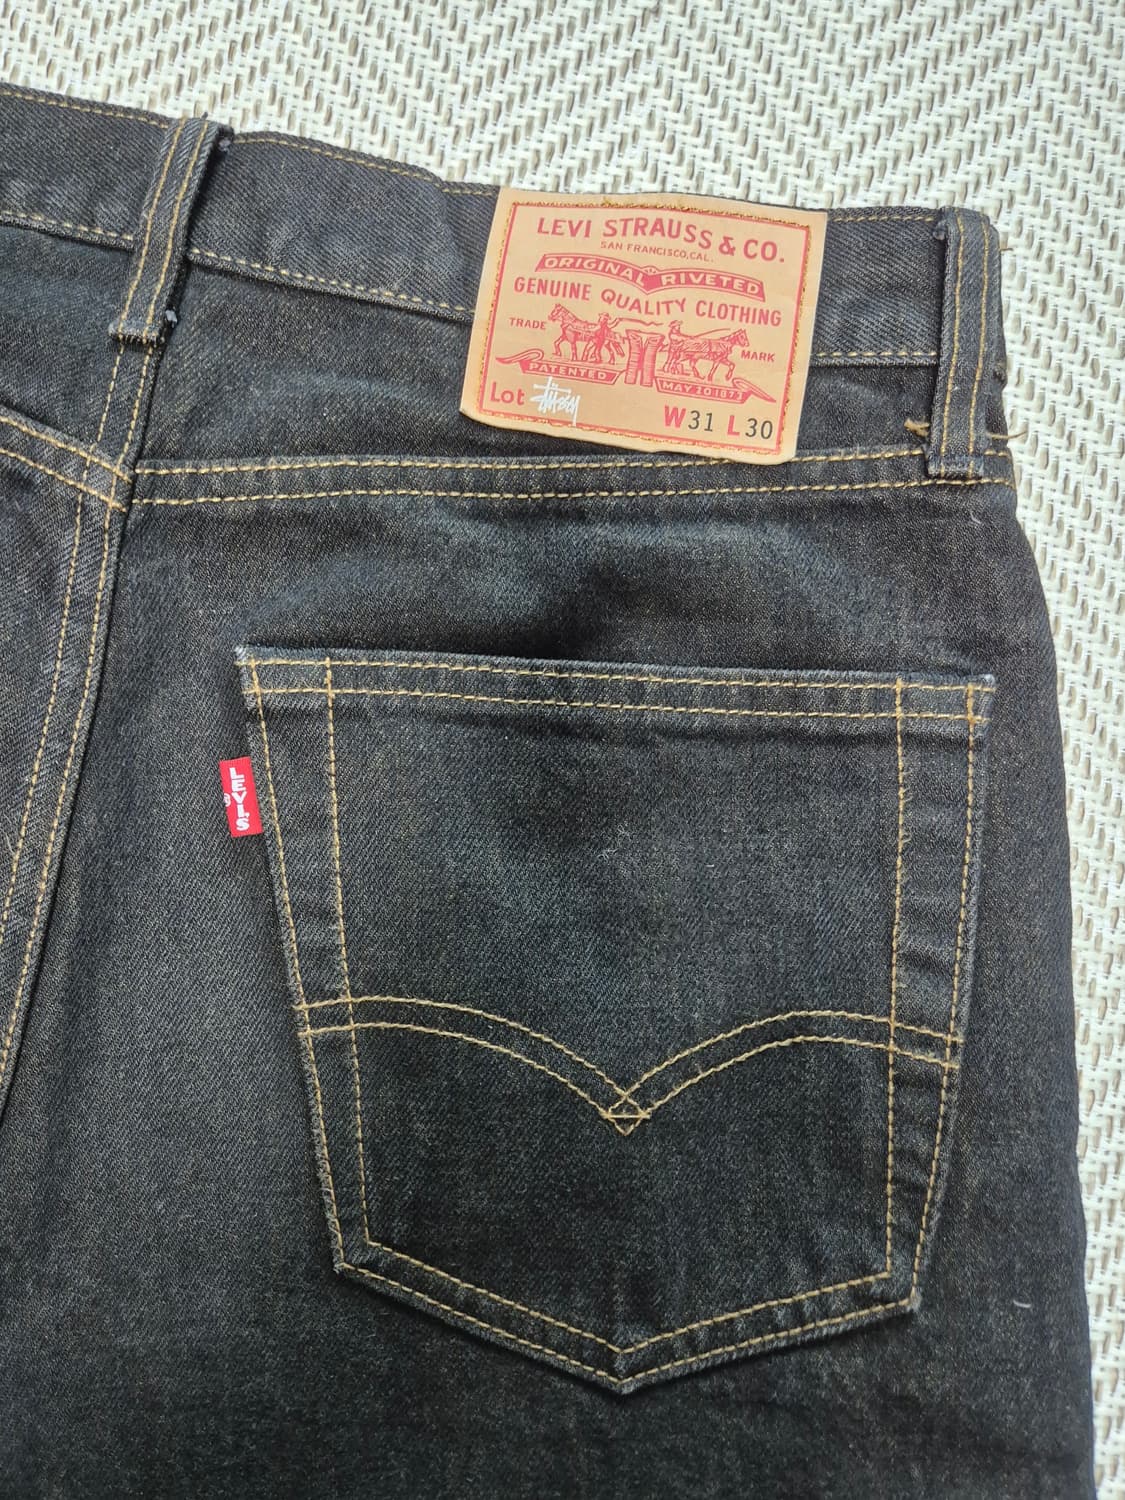 LEVI STRAUSS & CO.
SAN FRANCISCO, CAL.
ORIGINAL RIVETED
GENUINE QUALITY CLOTHING
TRADE MARK
PATENTED MAY 20 1873
Lot Stüssy W31 L30
LEVI'S
®